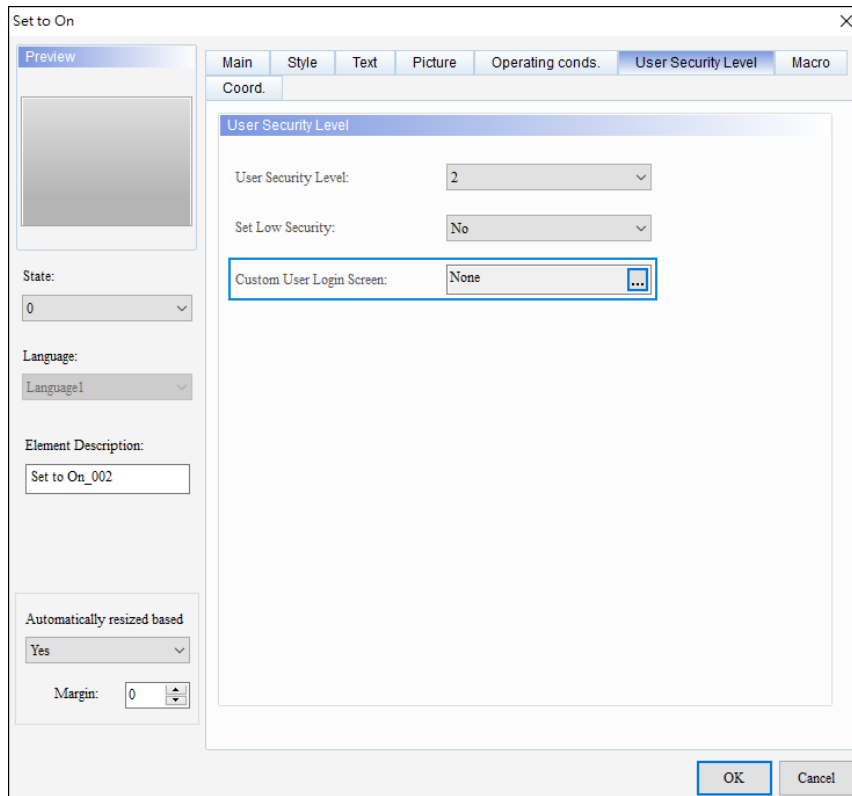 Set to On
Preview
Main Style Text Picture Operating conds. User Security Level Macro
Coord.
User Security Level
User Security Level: 2
Set Low Security: No
Custom User Login Screen: None ...
State:
0
Language:
Language1
Element Description:
Set to On_002
Automatically resized based
Yes
Margin: 0
OK Cancel